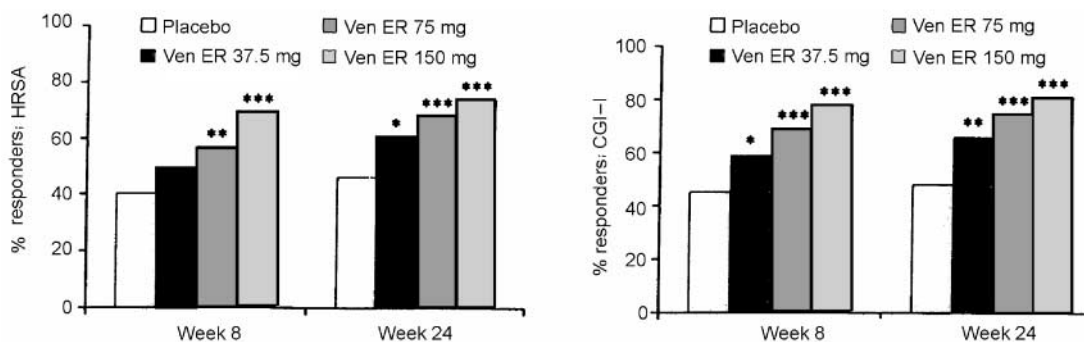 % responders; HRSA
100
80
60
40
20
0
Placebo
Ven ER 75 mg
Ven ER 37.5 mg
Ven ER 150 mg
**
***
*
***
***
Week 8
Week 24
% responders; CGI-I
100
80
60
40
20
0
Placebo
Ven ER 75 mg
Ven ER 37.5 mg
Ven ER 150 mg
*
***
***
**
***
***
Week 8
Week 24